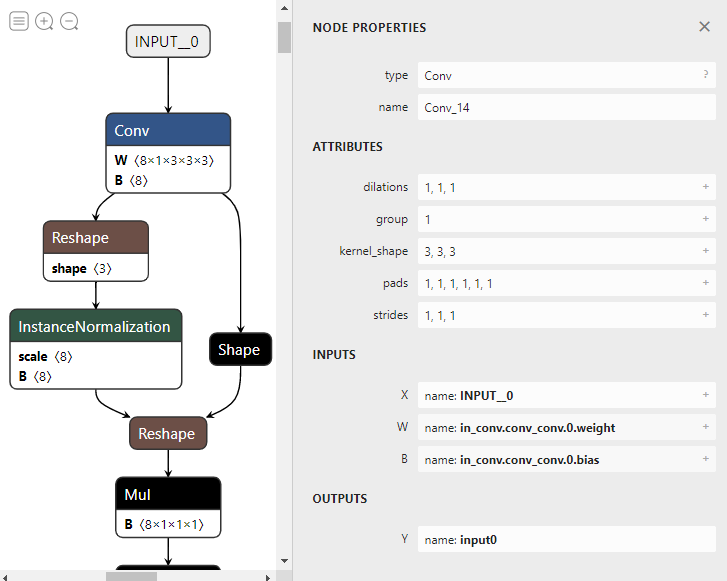 INPUT__0
Conv
W ⟨8×1×3×3×3⟩
B ⟨8⟩
Reshape
shape ⟨3⟩
InstanceNormalization
scale ⟨8⟩
B ⟨8⟩
Shape
Reshape
Mul
B ⟨8×1×1×1⟩
NODE PROPERTIES ×
type Conv ?
name Conv_14
ATTRIBUTES
dilations 1, 1, 1 +
group 1 +
kernel_shape 3, 3, 3 +
pads 1, 1, 1, 1, 1, 1 +
strides 1, 1, 1 +
INPUTS
X name: INPUT__0 +
W name: in_conv.conv_conv.0.weight +
B name: in_conv.conv_conv.0.bias +
OUTPUTS
Y name: input0